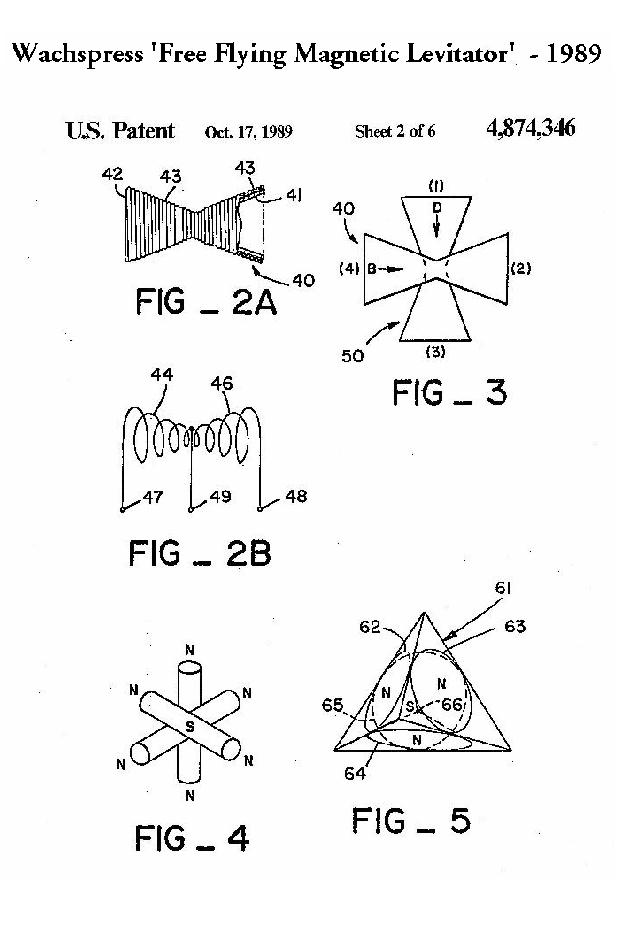 Wachspress 'Free Flying Magnetic Levitator' - 1989
U.S. Patent Oct. 17, 1989 Sheet 2 of 6 4,874,346
42 43 43 41 40
FIG _ 2A
(1)
D
40
(4) B (2)
50 (3)
FIG _ 3
44 46
47 49 48
FIG _ 2B
N
N N
S
N N
N
FIG _ 4
61
62 63
N N
65 S 66
N
64
FIG _ 5